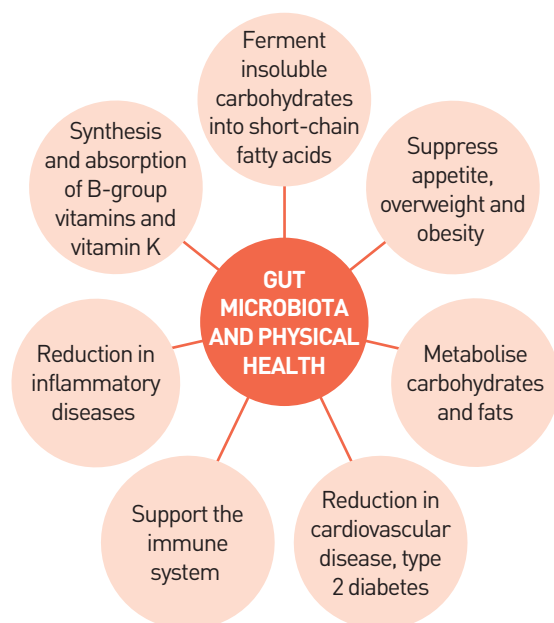 Ferment
insoluble
carbohydrates
into short-chain
fatty acids
Suppress
appetite,
overweight and
obesity
Metabolise
carbohydrates
and fats
Reduction in
cardiovascular
disease, type
2 diabetes
Support the
immune
system
Reduction in
inflammatory
diseases
Synthesis
and absorption
of B-group
vitamins and
vitamin K
GUT
MICROBIOTA
AND PHYSICAL
HEALTH